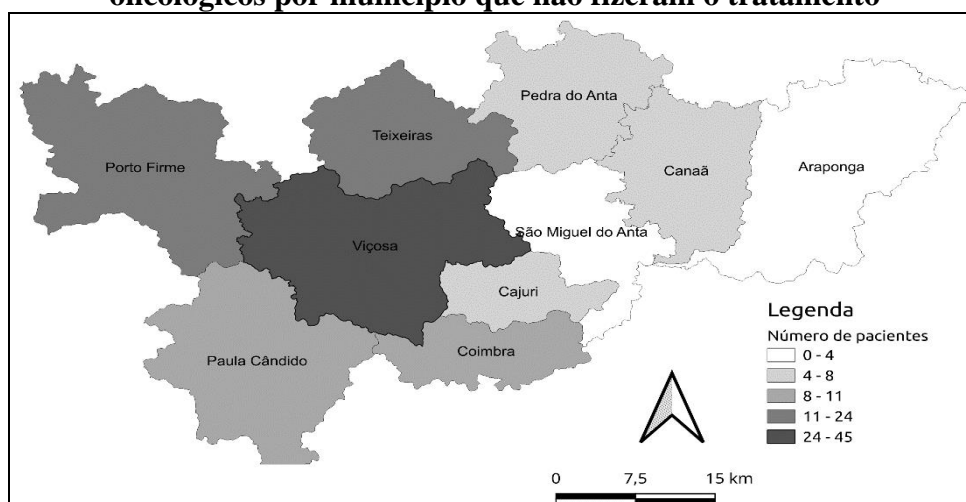 oncológicos por município que não fizeram o tratamento
Pedra do Anta
Teixeiras
Porto Firme
Canaã
Araponga
São Miguel do Anta
Viçosa
Cajuri
Coimbra
Paula Cândido
Legenda
Número de pacientes
0 - 4
4 - 8
8 - 11
11 - 24
24 - 45
0 7,5 15 km